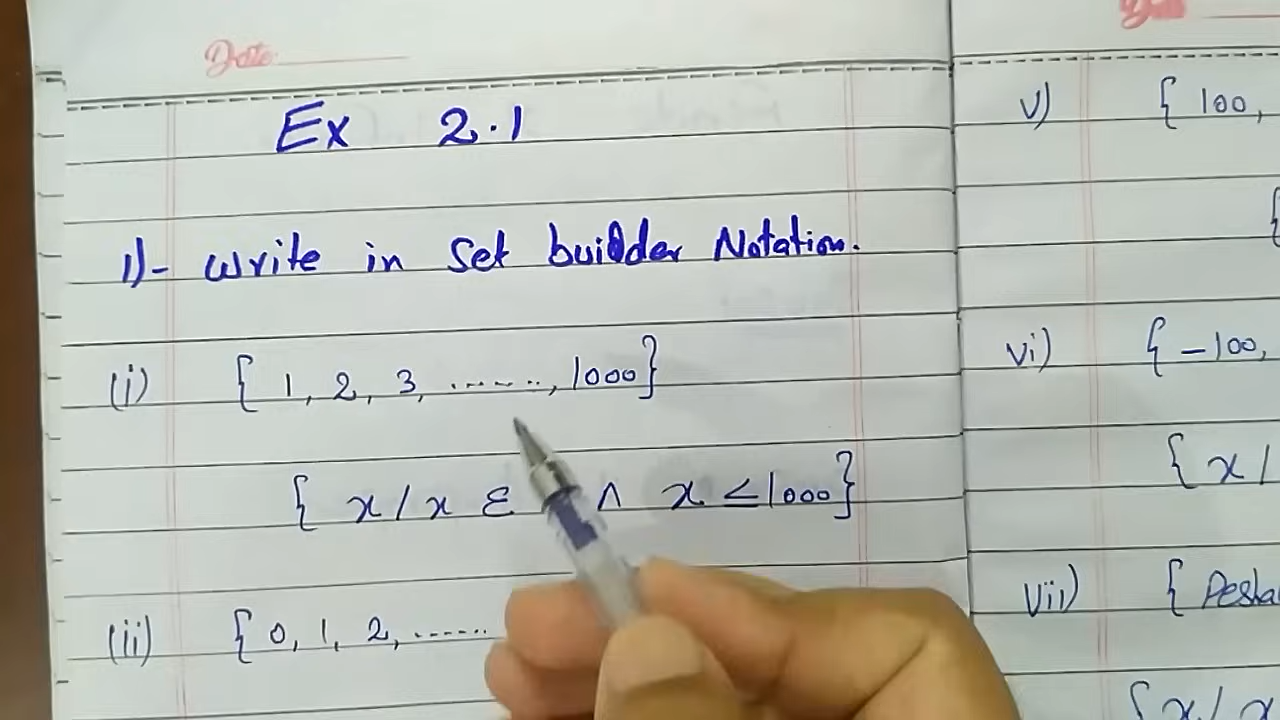 Date
Ex 2.1
1)- Write in Set builder Notation.
(i) { 1, 2, 3, ......., 1000}
{ x / x ε ∧ x ≤ 1000}
(ii) { 0, 1, 2, ......
v) { 100,
{
vi) { -100,
{ x /
vii) {
{ x / x